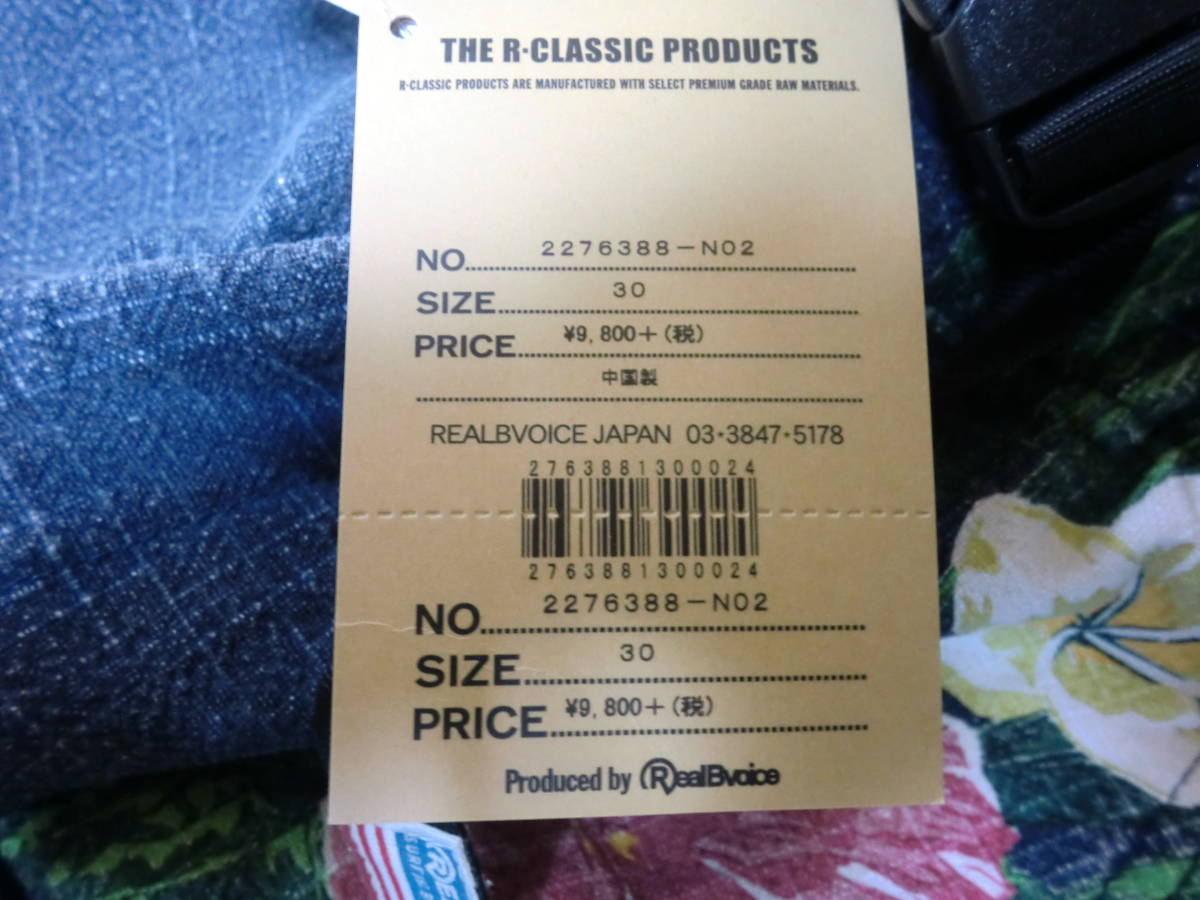 THE R·CLASSIC PRODUCTS
R·CLASSIC PRODUCTS ARE MANUFACTURED WITH SELECT PREMIUM GRADE RAW MATERIALS.
NO. 2276388-N02
SIZE 30
PRICE ¥9,800+(税)
中国製
REALBVOICE JAPAN 03·3847·5178
2763881300024
2763881300024
NO. 2276388-N02
SIZE 30
PRICE ¥9,800+(税)
Produced by RealBvoice